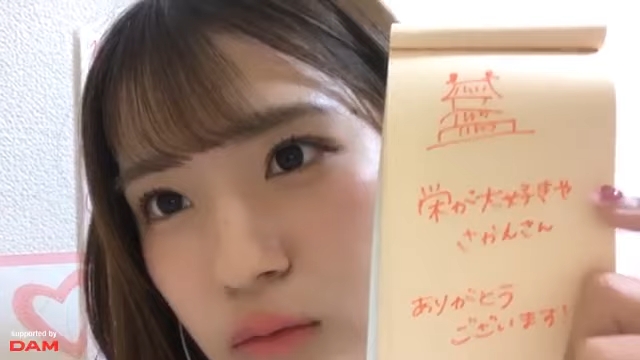 栄が大好きや
さかんさん
ありがとう
ございます!
supported by
DAM